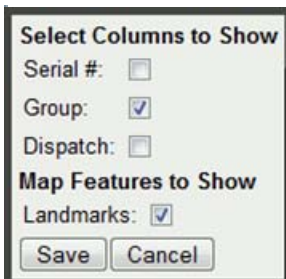 Select Columns to Show
Serial #:
Group:
Dispatch:
Map Features to Show
Landmarks:
Save Cancel